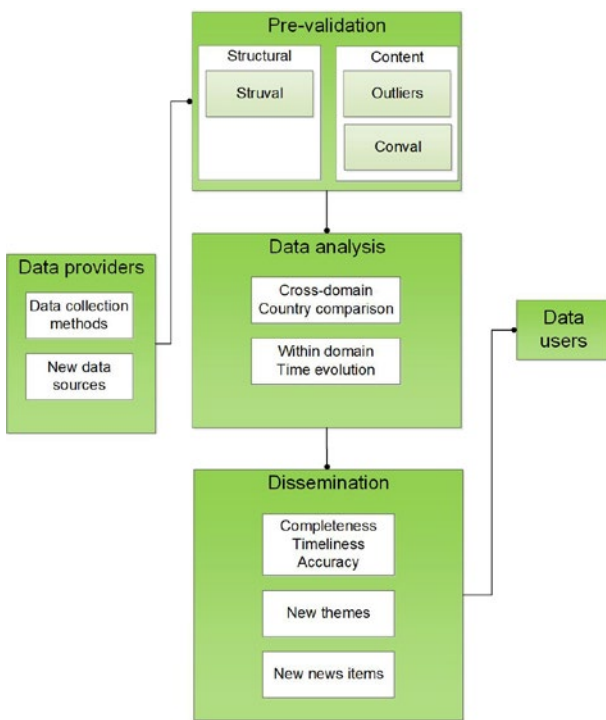 Pre-validation
Structural
Struval
Content
Outliers
Conval
Data providers
Data collection
methods
New data
sources
Data analysis
Cross-domain
Country comparison
Within domain
Time evolution
Data
users
Dissemination
Completeness
Timeliness
Accuracy
New themes
New news items